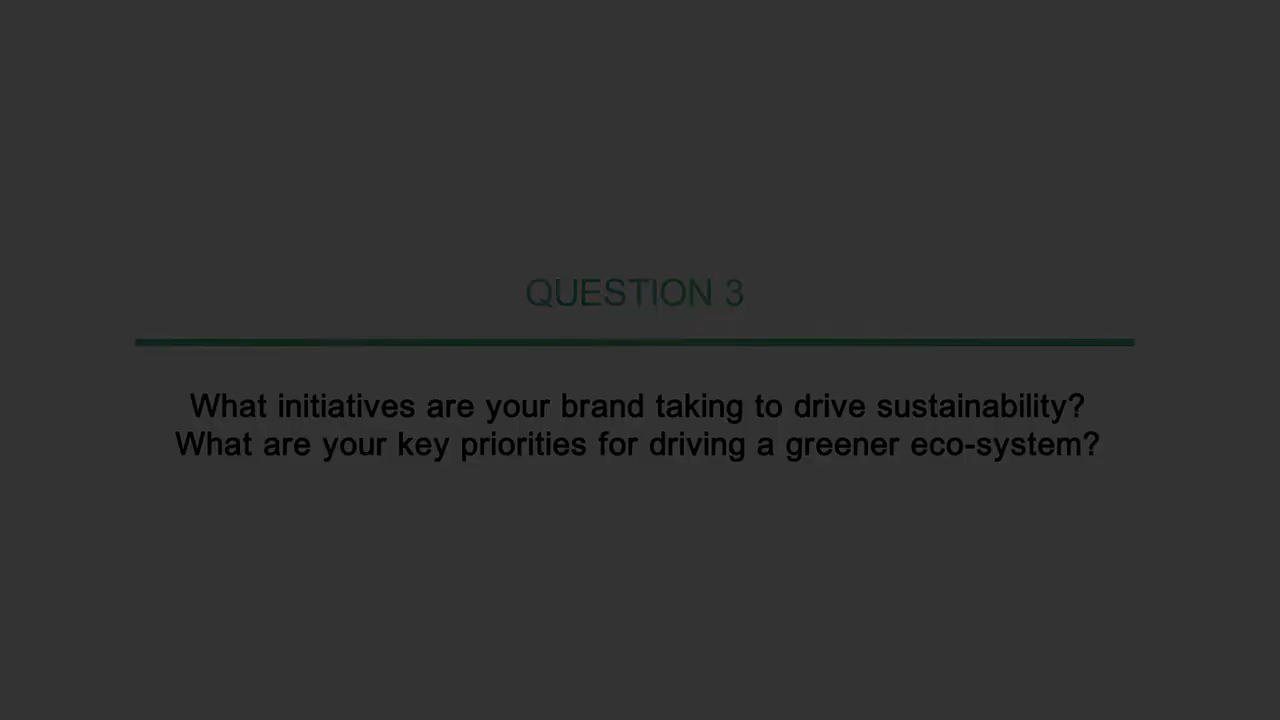 QUESTION 3
What initiatives are your brand taking to drive sustainability?
What are your key priorities for driving a greener eco-system?